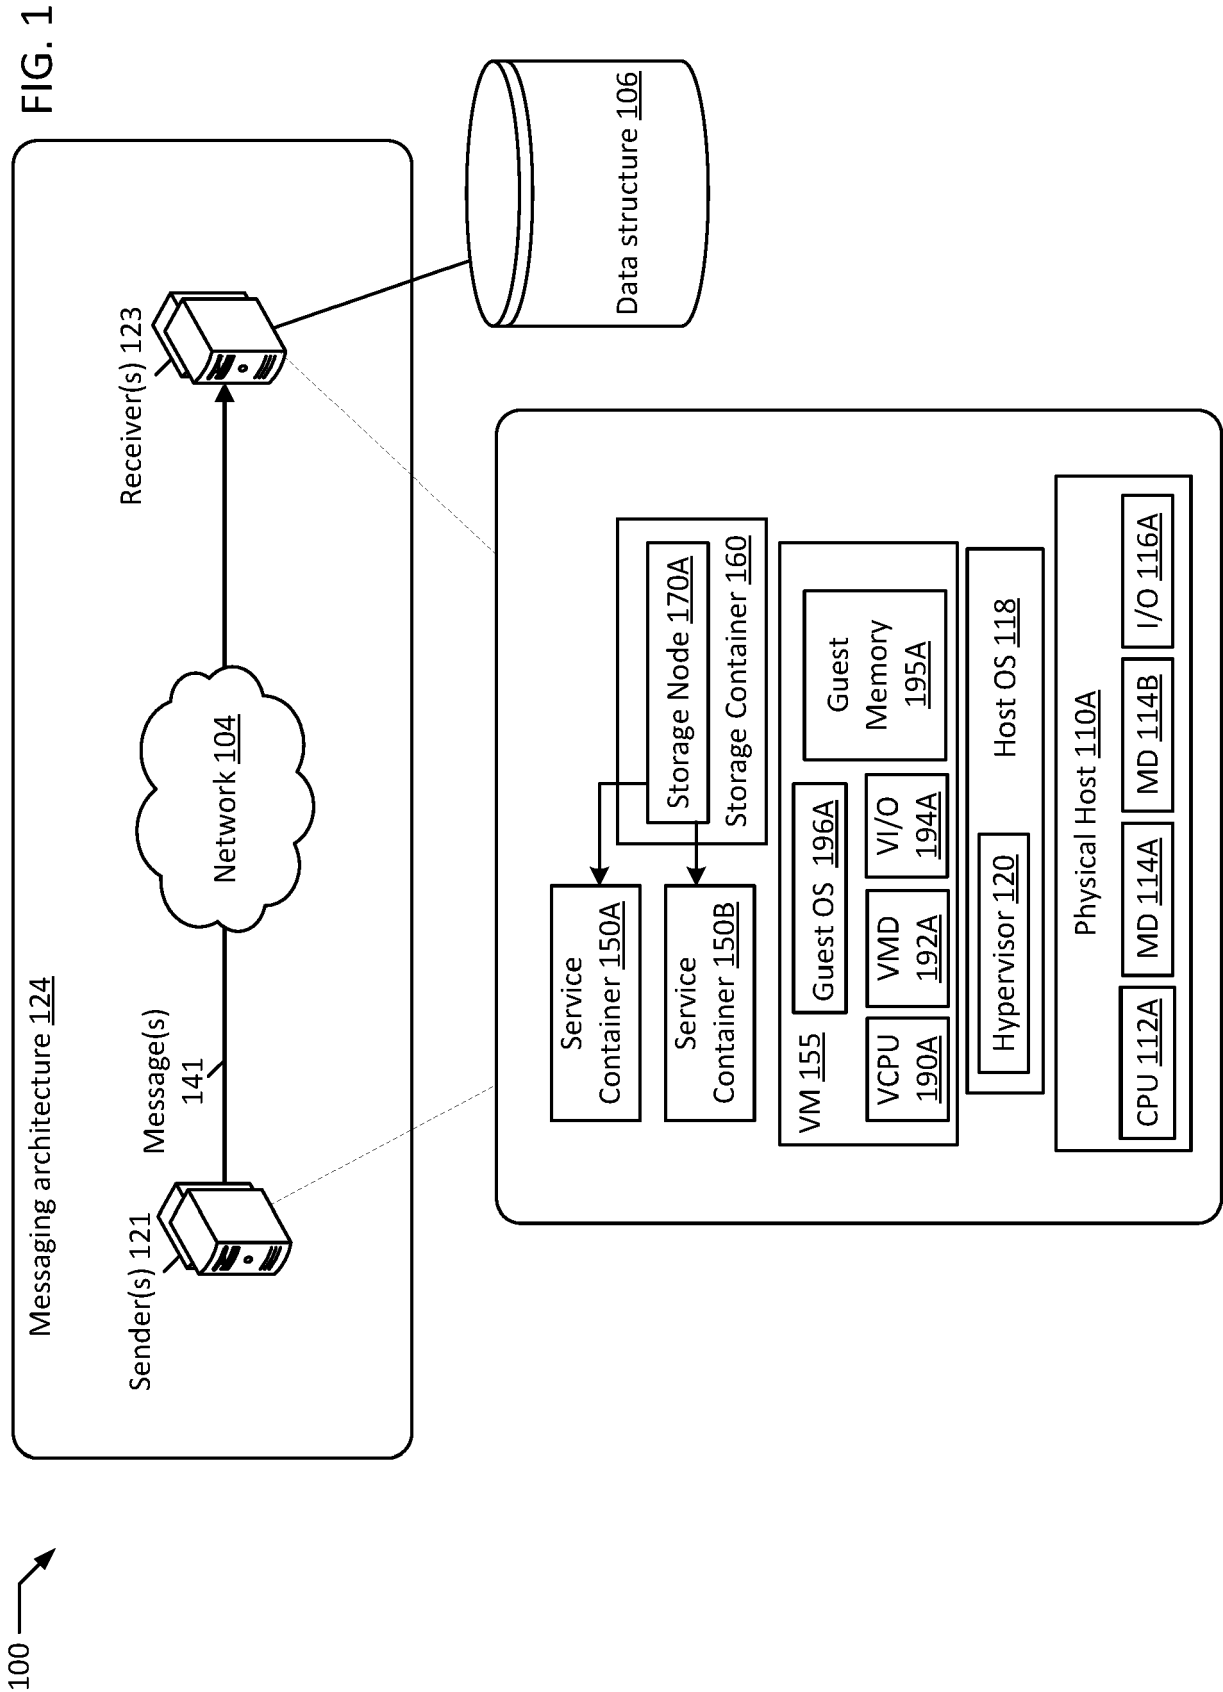 FIG. 1
100
Messaging architecture 124
Sender(s) 121
Message(s)
141
Network 104
Receiver(s) 123
Data structure 106
Service
Container 150A
Service
Container 150B
Storage Node 170A
Storage Container 160
VM 155
Guest OS 196A
Guest
Memory
195A
VCPU
190A
VMD
192A
VI/O
194A
Hypervisor 120
Host OS 118
Physical Host 110A
CPU 112A
MD 114A
MD 114B
I/O 116A